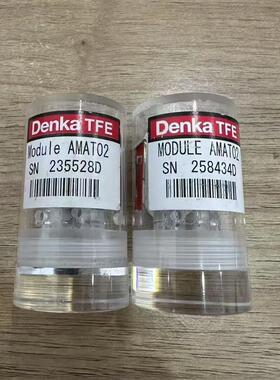 Denka TFE
Module AMAT02
SN 235528D
Denka TFE
MODULE AMAT02
SN 258434D